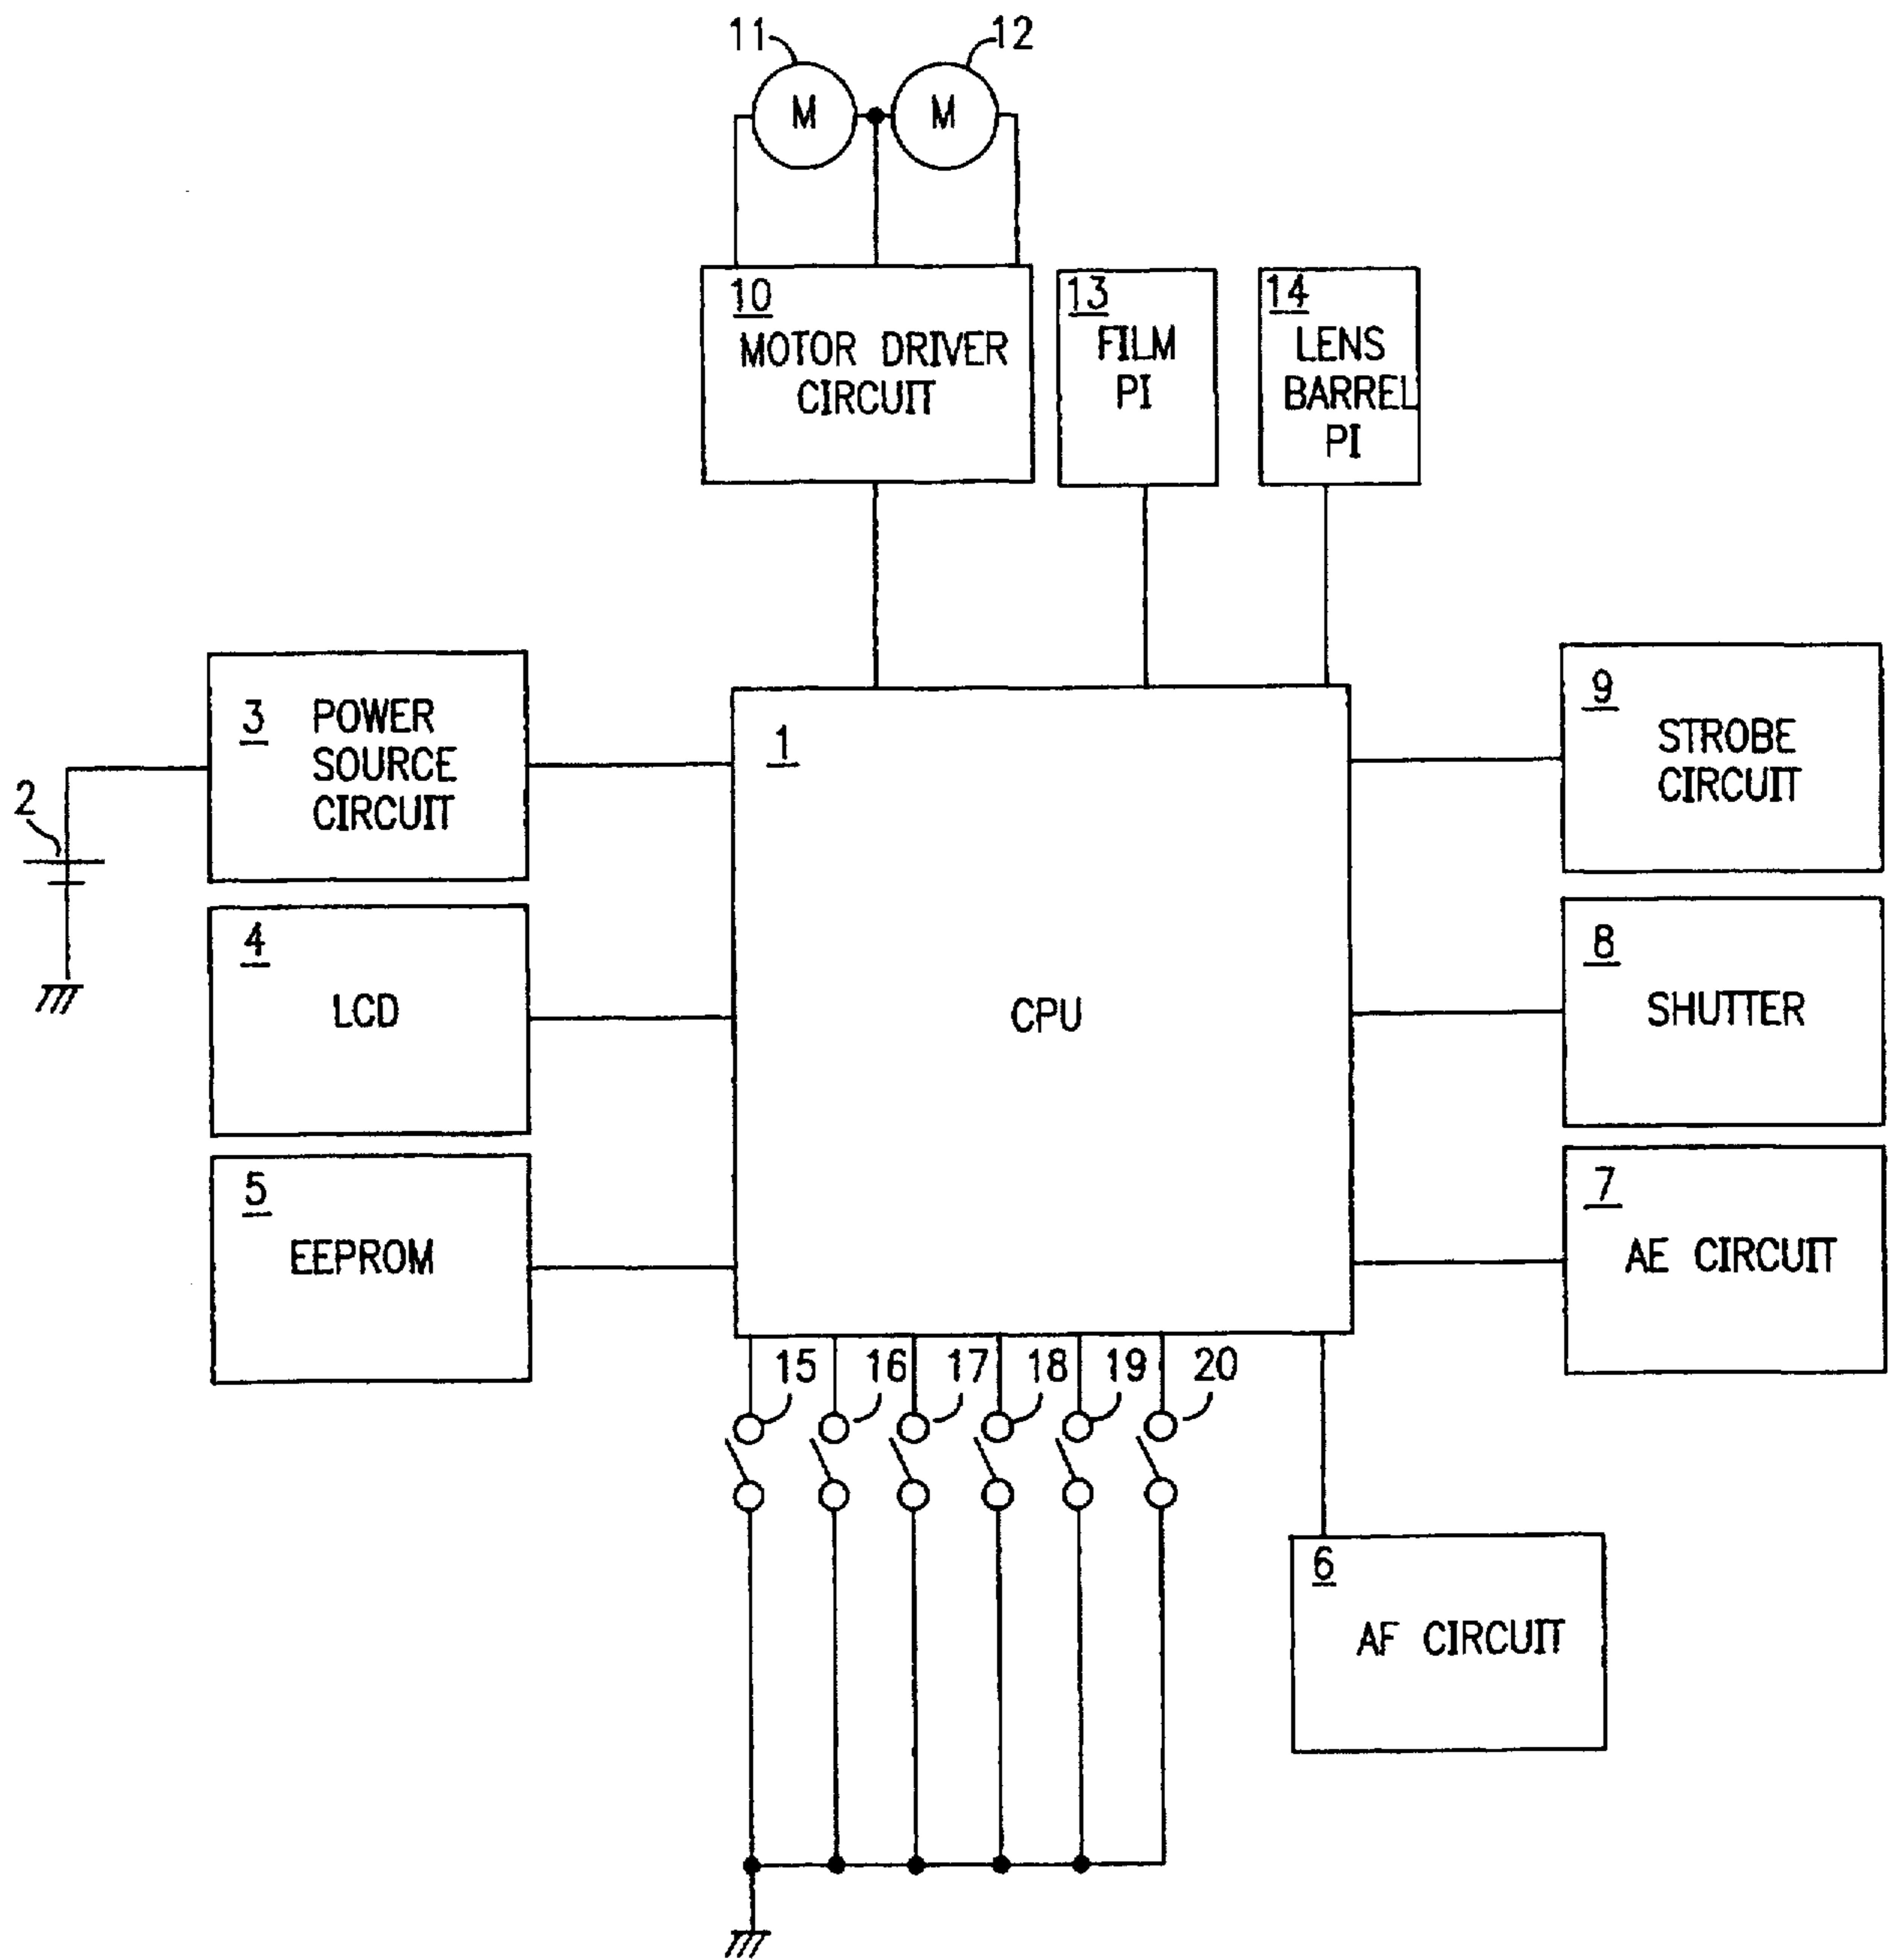 11
12
M
M
10
MOTOR DRIVER
CIRCUIT
13
FILM
PI
14
LENS
BARREL
PI
3
POWER
SOURCE
CIRCUIT
2
4
LCD
5
EEPROM
1
CPU
9
STROBE
CIRCUIT
8
SHUTTER
7
AE CIRCUIT
15
16
17
18
19
20
6
AF CIRCUIT